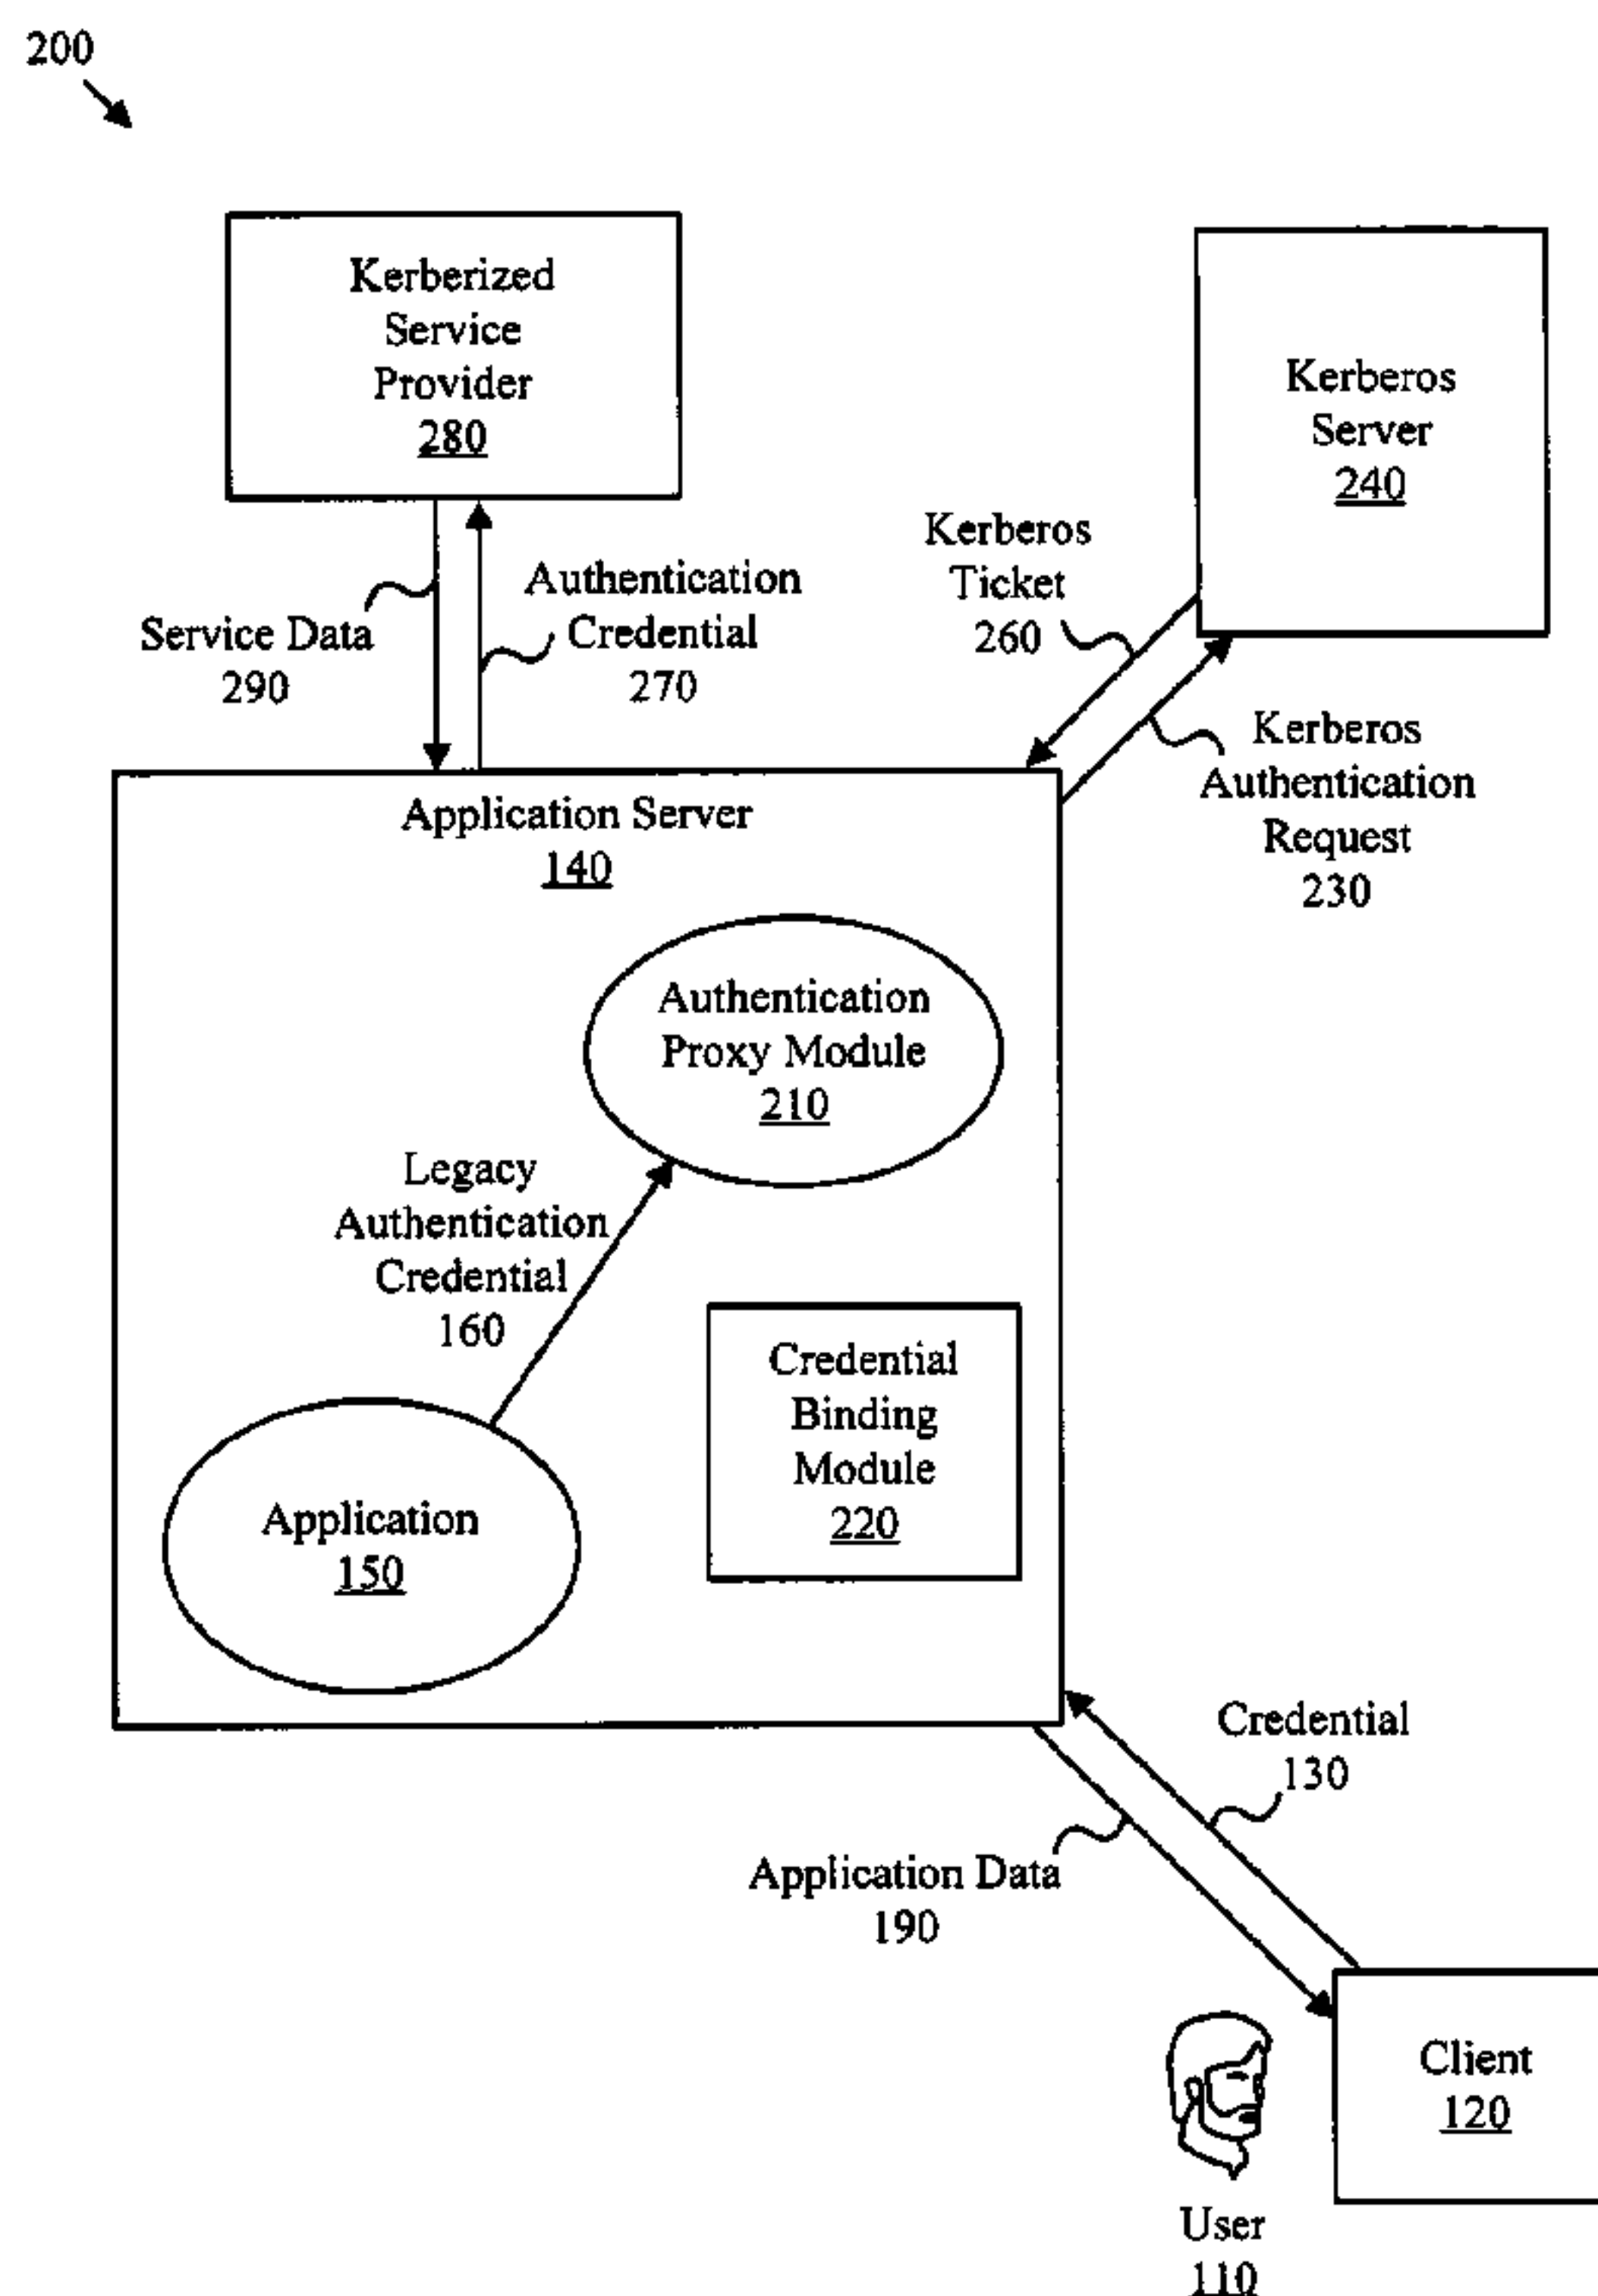 200
Kerberized
Service
Provider
280
Kerberos
Server
240
Kerberos
Ticket
260
Authentication
Credential
270
Service Data
290
Kerberos
Authentication
Request
230
Application Server
140
Authentication
Proxy Module
210
Legacy
Authentication
Credential
160
Credential
Binding
Module
220
Application
150
Credential
130
Application Data
190
Client
120
User
110